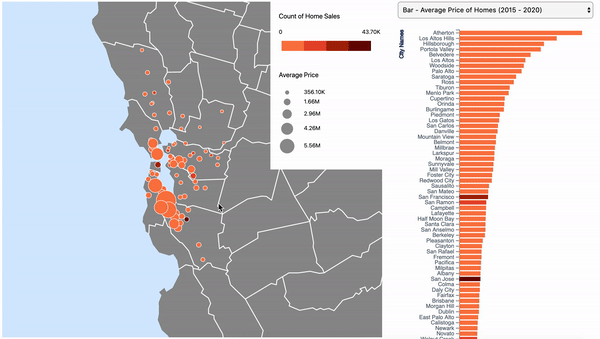 Count of Home Sales
0 43.70K
Average Price
356.10K
1.66M
2.96M
4.26M
5.56M
Bar - Average Price of Homes (2015 - 2020)
City Names
Atherton
Los Altos Hills
Hillsborough
Portola Valley
Belvedere
Los Altos
Woodside
Palo Alto
Saratoga
Ross
Tiburon
Menlo Park
Cupertino
Orinda
Burlingame
Piedmont
Los Gatos
San Carlos
Danville
Mountain View
Belmont
Millbrae
Larkspur
Moraga
Sunnyvale
Mill Valley
Foster City
Redwood City
Sausalito
San Mateo
San Francisco
San Ramon
Campbell
Lafayette
Half Moon Bay
Santa Clara
San Anselmo
Berkeley
Pleasanton
Clayton
San Rafael
Fremont
Pacifica
Milpitas
Albany
San Jose
Colma
Daly City
Fairfax
Brisbane
Morgan Hill
Dublin
East Palo Alto
Calistoga
Newark
Novato